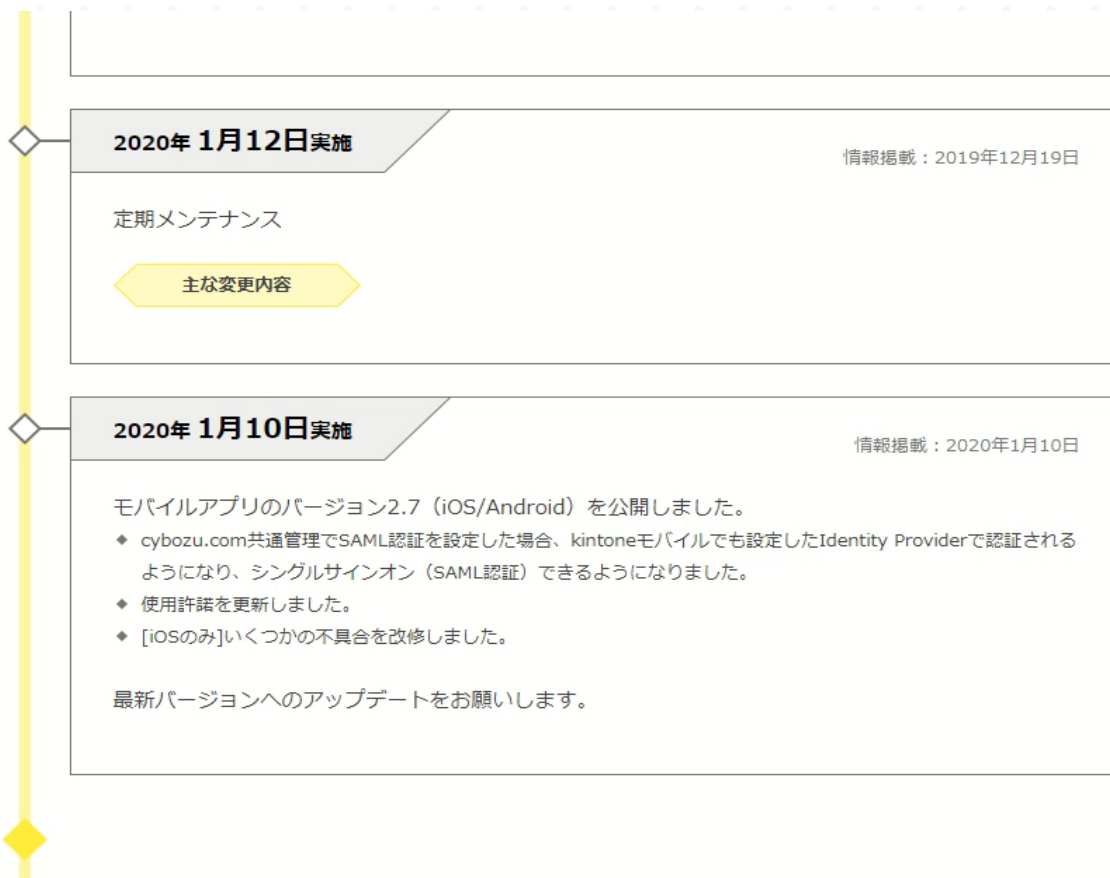 2020年 1月12日実施
情報掲載：2019年12月19日
定期メンテナンス
主な変更内容
2020年 1月10日実施
情報掲載：2020年1月10日
モバイルアプリのバージョン2.7（iOS/Android）を公開しました。
◆ cybozu.com共通管理でSAML認証を設定した場合、kintoneモバイルでも設定したIdentity Providerで認証される
ようになり、シングルサインオン（SAML認証）できるようになりました。
◆ 使用許諾を更新しました。
◆ [iOSのみ]いくつかの不具合を改修しました。
最新バージョンへのアップデートをお願いします。